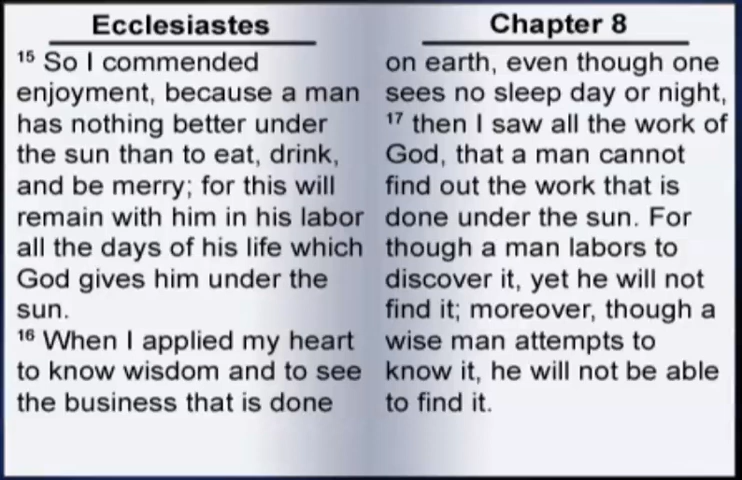 Ecclesiastes
15 So I commended
enjoyment, because a man
has nothing better under
the sun than to eat, drink,
and be merry; for this will
remain with him in his labor
all the days of his life which
God gives him under the
sun.
16 When I applied my heart
to know wisdom and to see
the business that is done
Chapter 8
on earth, even though one
sees no sleep day or night,
17 then I saw all the work of
God, that a man cannot
find out the work that is
done under the sun. For
though a man labors to
discover it, yet he will not
find it; moreover, though a
wise man attempts to
know it, he will not be able
to find it.